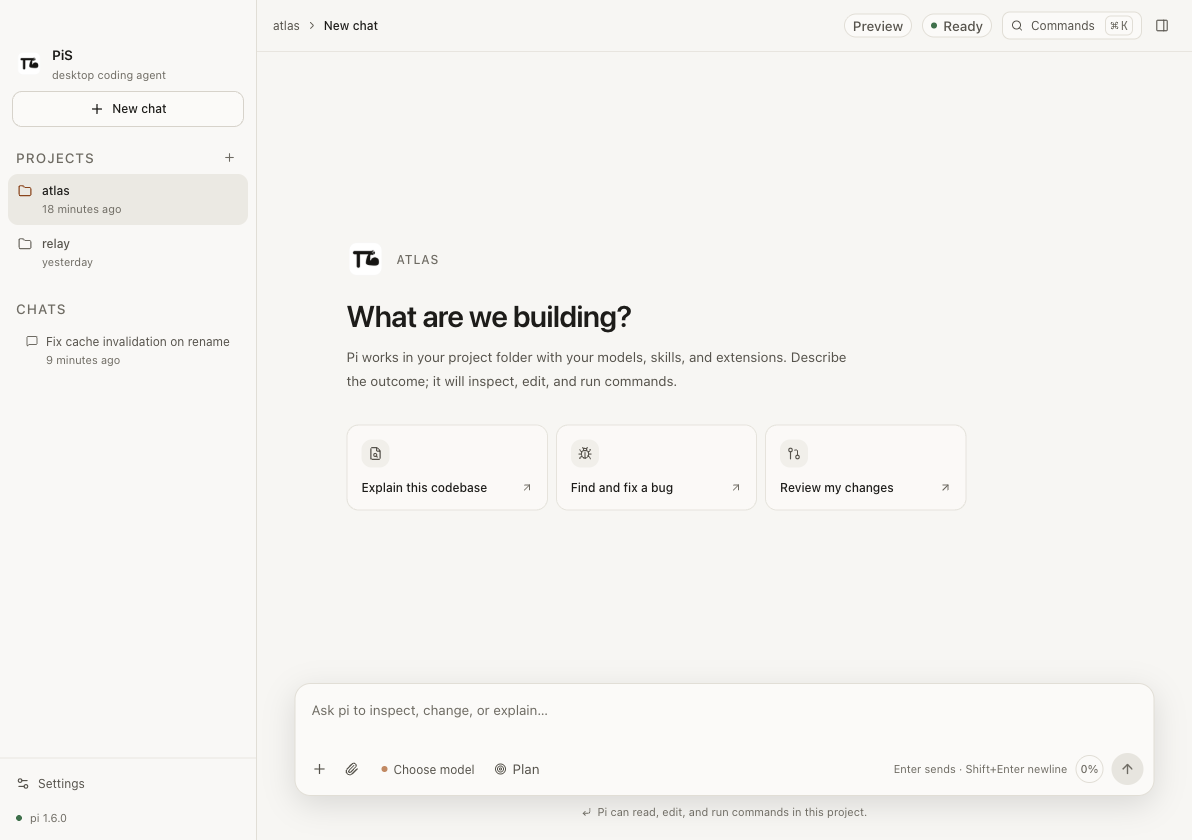 PiS
desktop coding agent
New chat
PROJECTS
atlas
18 minutes ago
relay
yesterday
CHATS
Fix cache invalidation on rename
9 minutes ago
Settings
pi 1.6.0
atlas > New chat
Preview
Ready
Commands ⌘K
ATLAS
What are we building?
Pi works in your project folder with your models, skills, and extensions. Describe
the outcome; it will inspect, edit, and run commands.
Explain this codebase
Find and fix a bug
Review my changes
Ask pi to inspect, change, or explain…
Choose model
Plan
Enter sends · Shift+Enter newline
0%
Pi can read, edit, and run commands in this project.